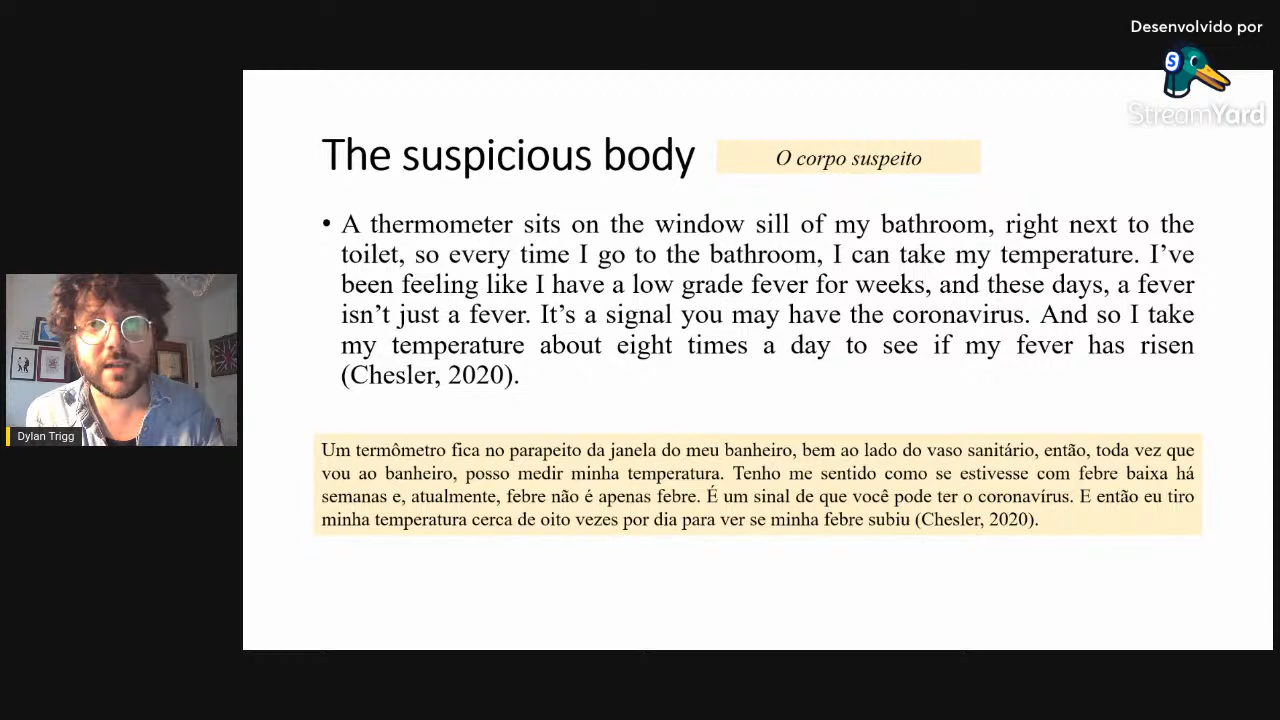 Desenvolvido por
StreamYard
The suspicious body
O corpo suspeito
• A thermometer sits on the window sill of my bathroom, right next to the
toilet, so every time I go to the bathroom, I can take my temperature. I’ve
been feeling like I have a low grade fever for weeks, and these days, a fever
isn’t just a fever. It’s a signal you may have the coronavirus. And so I take
my temperature about eight times a day to see if my fever has risen
(Chesler, 2020).
Um termômetro fica no parapeito da janela do meu banheiro, bem ao lado do vaso sanitário, então, toda vez que
vou ao banheiro, posso medir minha temperatura. Tenho me sentido como se estivesse com febre baixa há
semanas e, atualmente, febre não é apenas febre. É um sinal de que você pode ter o coronavírus. E então eu tiro
minha temperatura cerca de oito vezes por dia para ver se minha febre subiu (Chesler, 2020).
Dylan Trigg